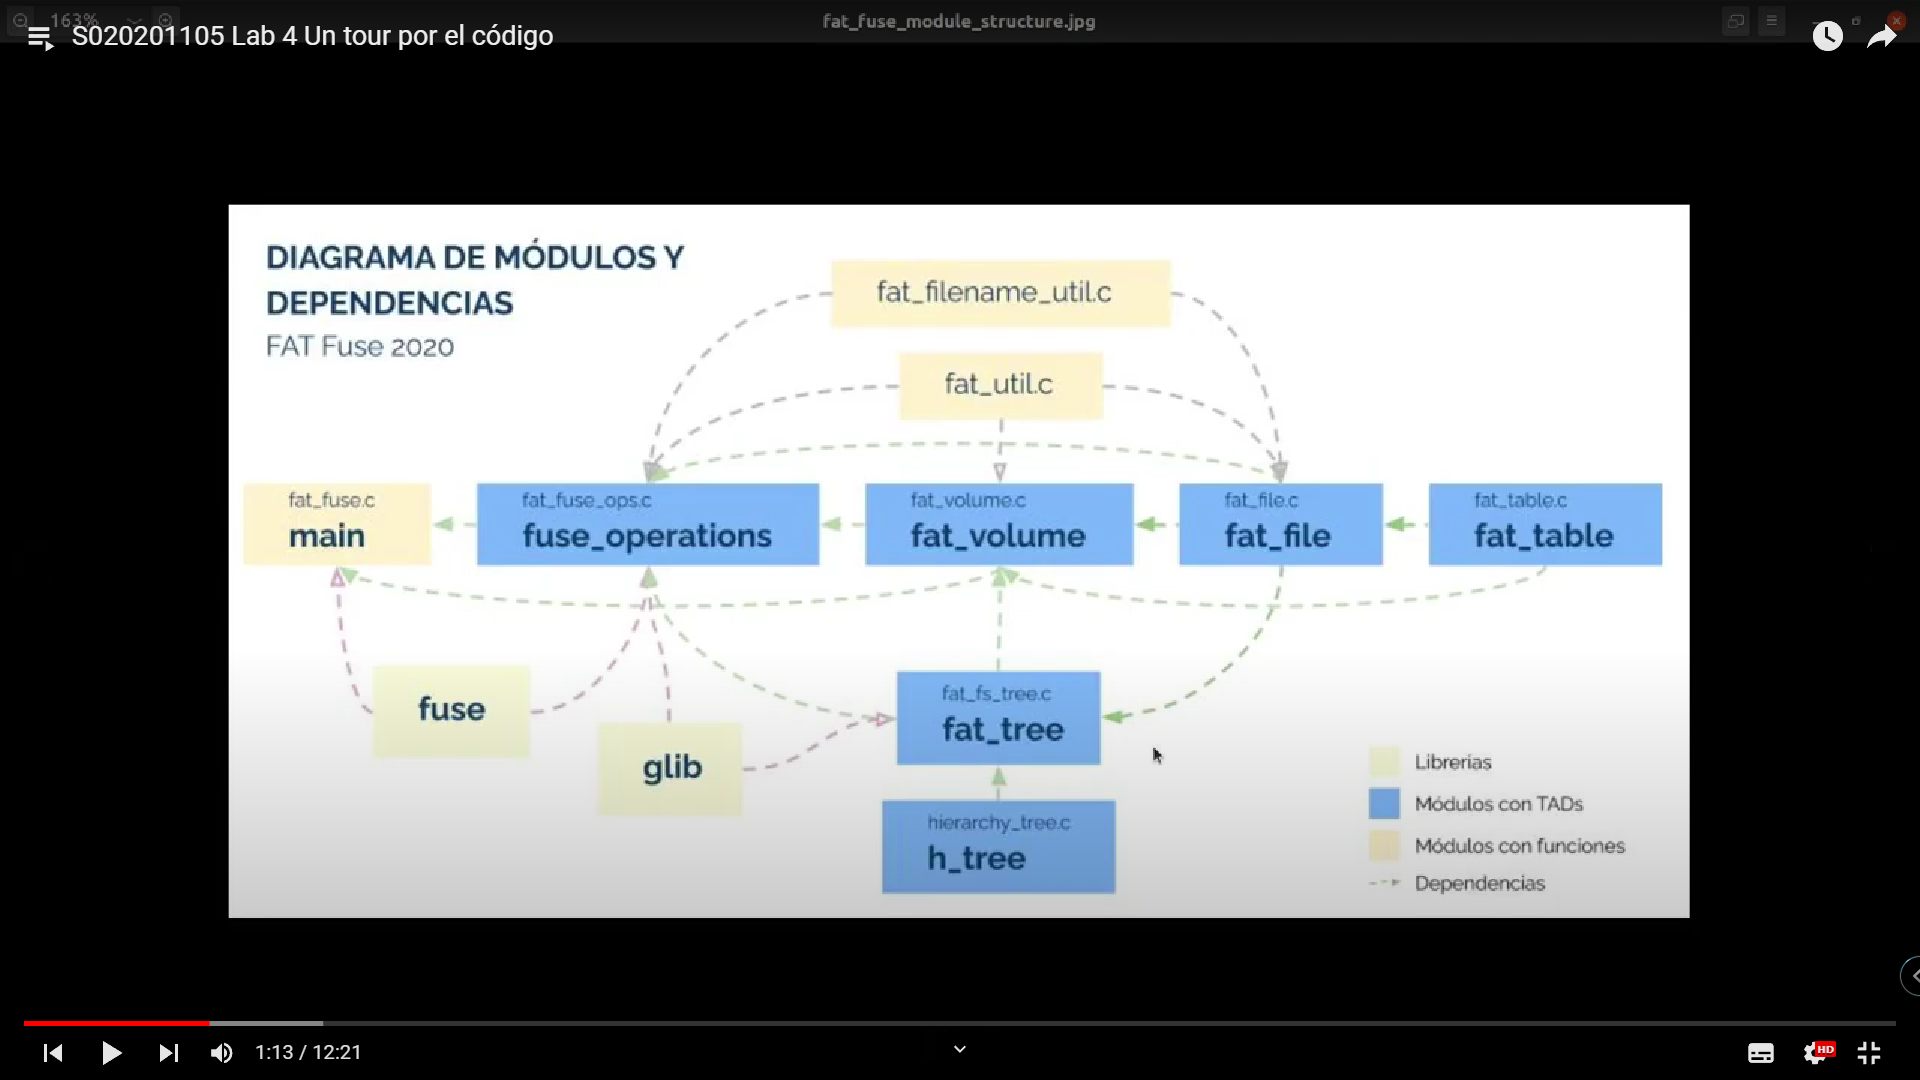 163%
fat_fuse_module_structure.jpg
S020201105 Lab 4 Un tour por el código
DIAGRAMA DE MÓDULOS Y
DEPENDENCIAS
FAT Fuse 2020
fat_filename_util.c
fat_util.c
fat_fuse.c
main
fat_fuse_ops.c
fuse_operations
fat_volume.c
fat_volume
fat_file.c
fat_file
fat_table.c
fat_table
fuse
glib
fat_fs_tree.c
fat_tree
hierarchy_tree.c
h_tree
Librerias
Módulos con TADs
Módulos con funciones
Dependencias
1:13 / 12:21
HD